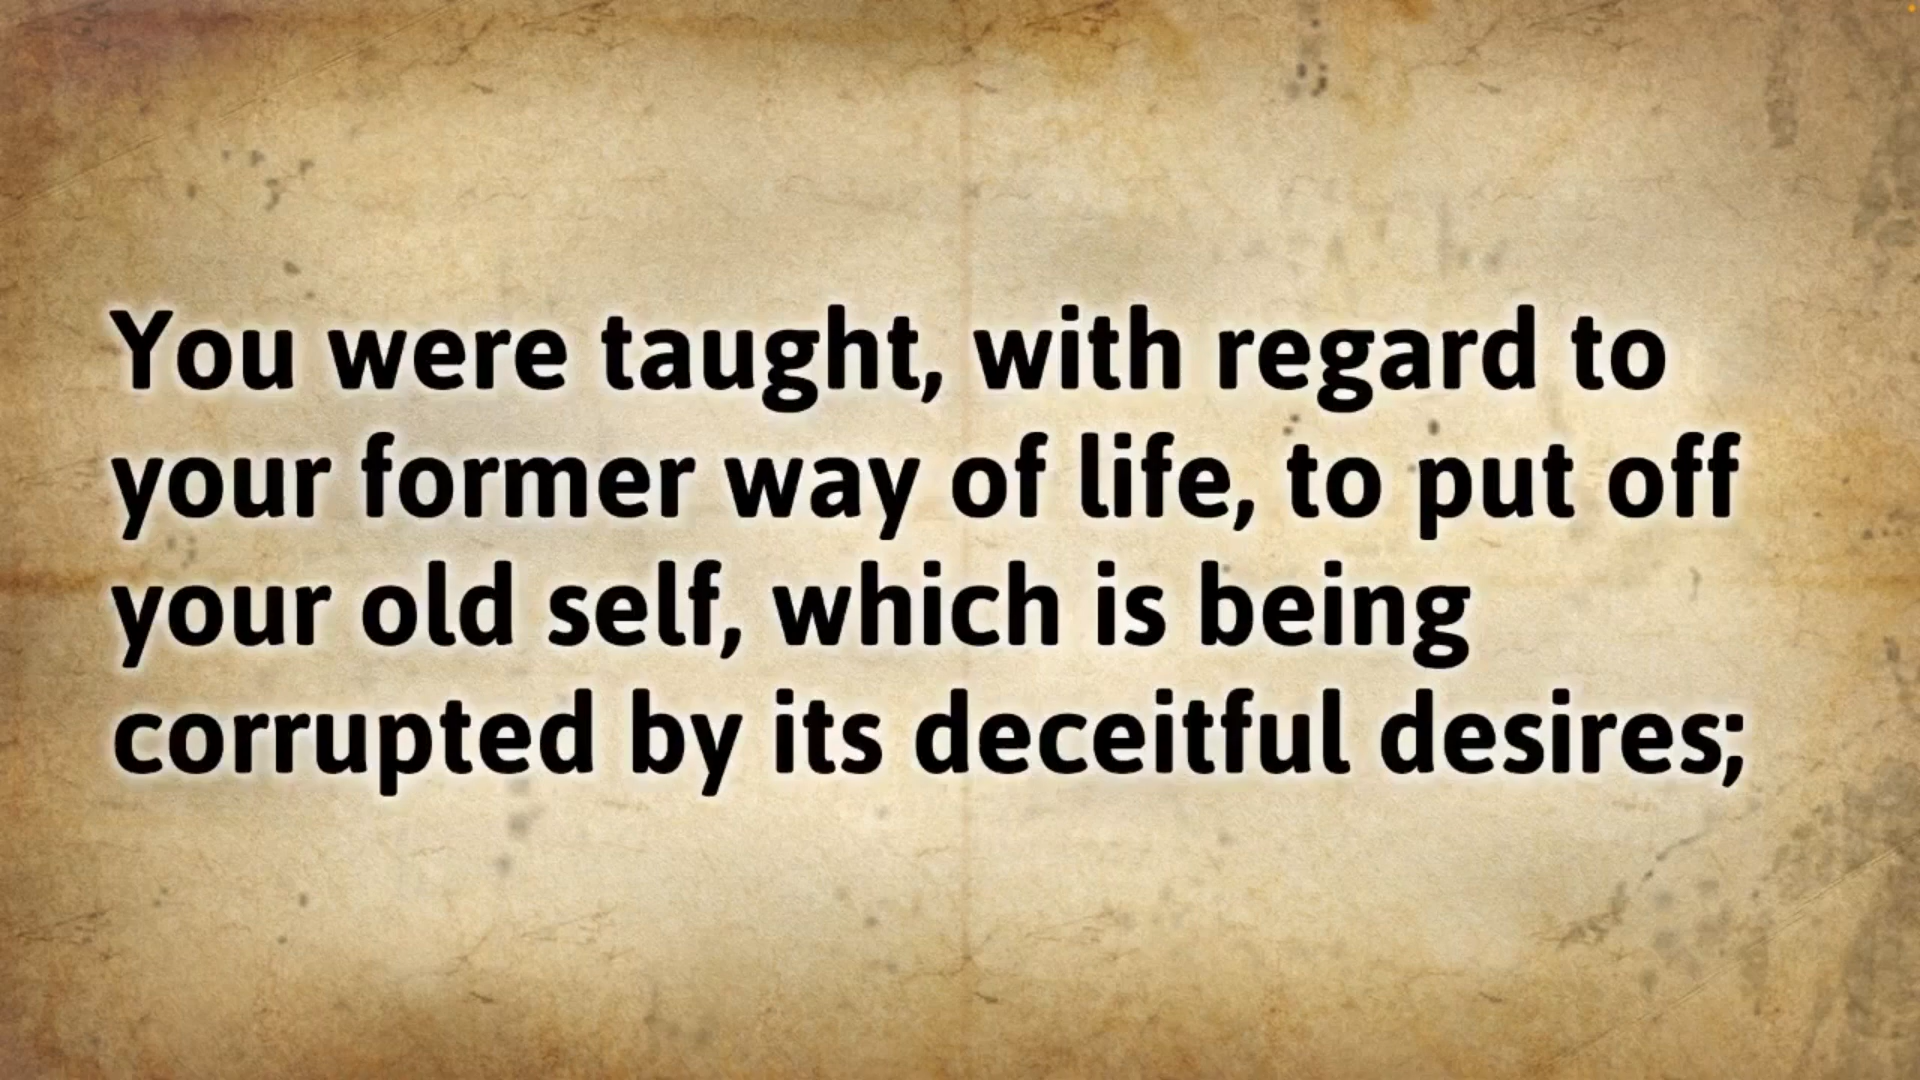 You were taught, with regard to
your former way of life, to put off
your old self, which is being
corrupted by its deceitful desires;